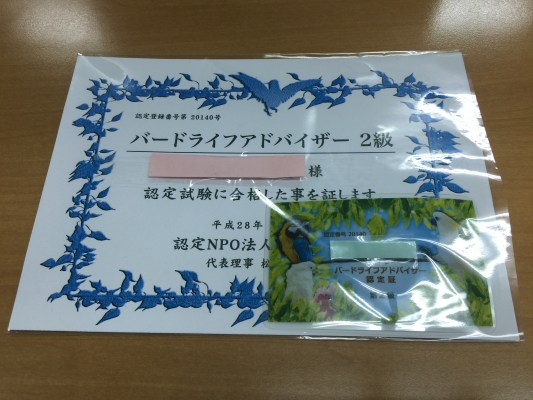 認定登録番号第 20140号
バードライフアドバイザー 2級
様
認定試験に合格した事を証します
平成28年
認定NPO法人
代表理事 松
認定番号 20140
バードライフアドバイザー
認定証